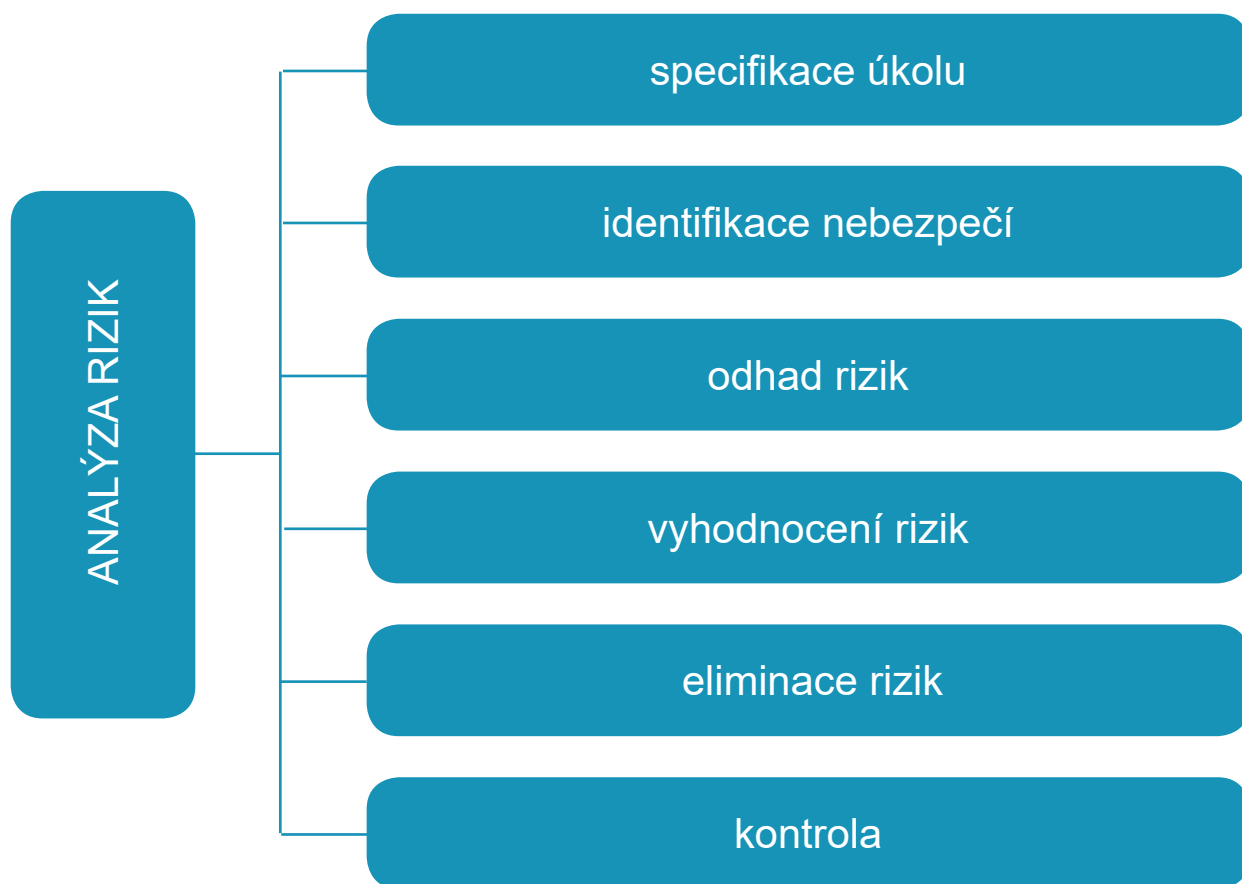 ANALÝZA RIZIK
specifikace úkolu
identifikace nebezpečí
odhad rizik
vyhodnocení rizik
eliminace rizik
kontrola